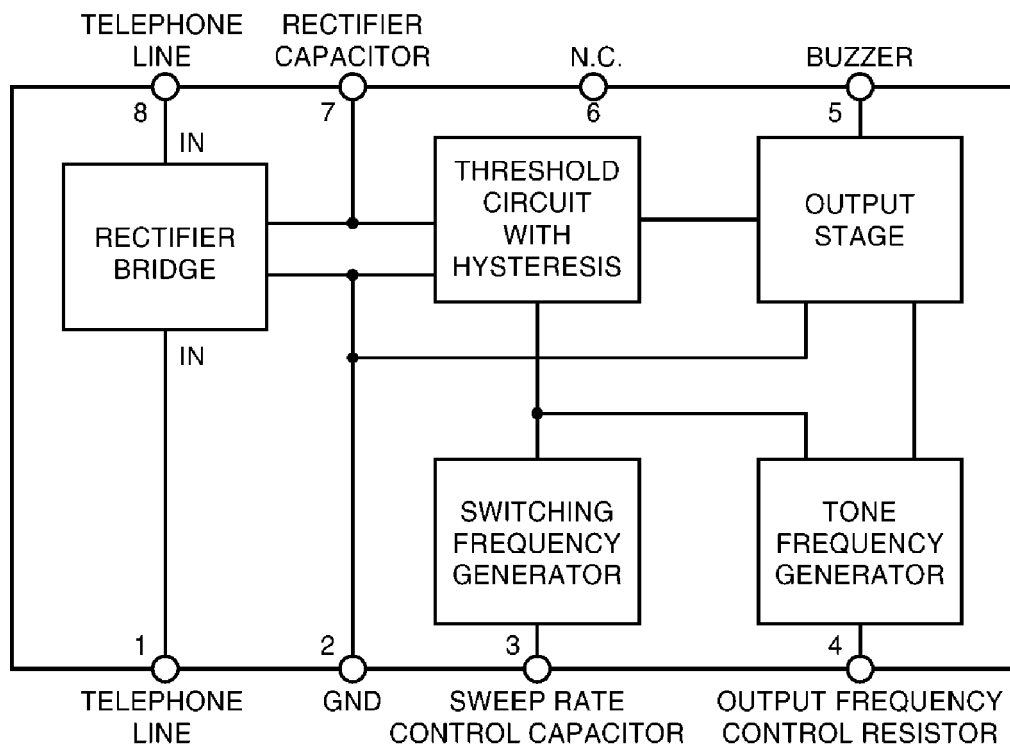 TELEPHONE
LINE
RECTIFIER
CAPACITOR
N.C.
BUZZER
8
7
6
5
IN
RECTIFIER
BRIDGE
IN
THRESHOLD
CIRCUIT
WITH
HYSTERESIS
OUTPUT
STAGE
SWITCHING
FREQUENCY
GENERATOR
TONE
FREQUENCY
GENERATOR
1
2
3
4
TELEPHONE
LINE
GND
SWEEP RATE
CONTROL CAPACITOR
OUTPUT FREQUENCY
CONTROL RESISTOR